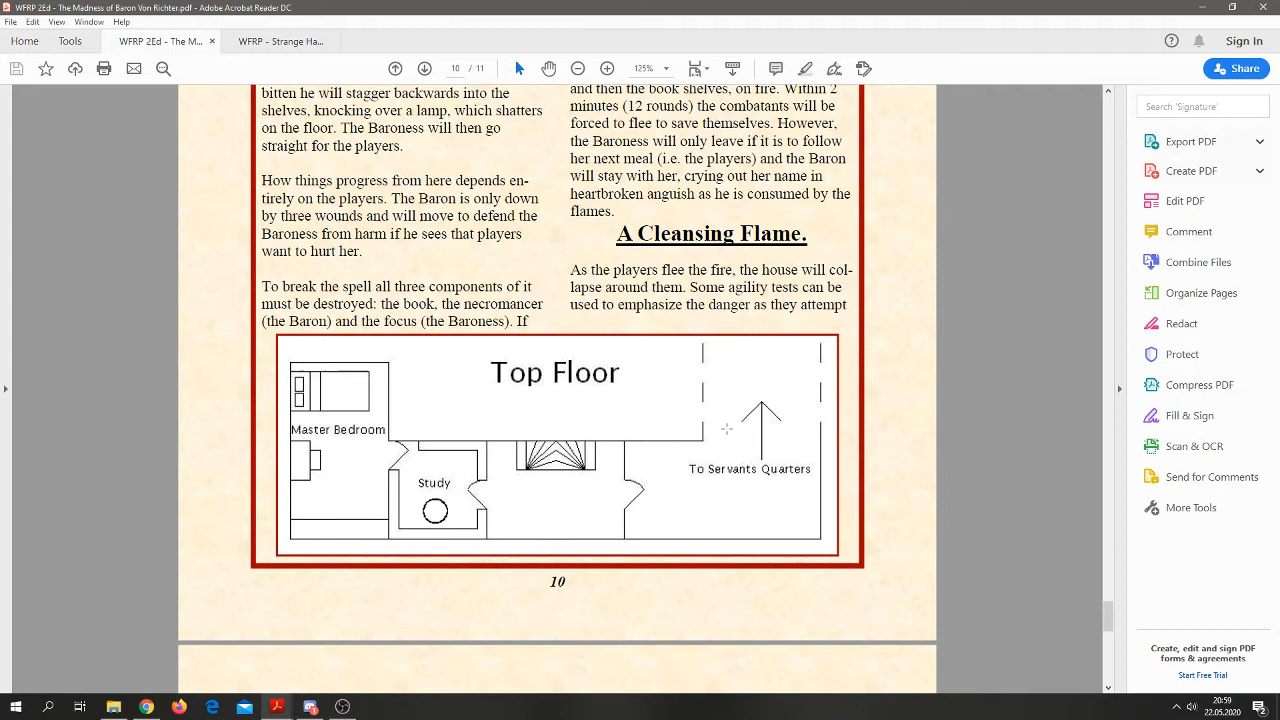 WFRP 2Ed - The Madness of Baron Von Richter.pdf - Adobe Acrobat Reader DC
File Edit View Window Help
Home Tools WFRP 2Ed - The M... × WFRP - Strange Ha... Sign In
10 / 11 125% Share
bitten he will stagger backwards into the
shelves, knocking over a lamp, which shatters
on the floor. The Baroness will then go
straight for the players.
How things progress from here depends en-
tirely on the players. The Baron is only down
by three wounds and will move to defend the
Baroness from harm if he sees that players
want to hurt her.
To break the spell all three components of it
must be destroyed: the book, the necromancer
(the Baron) and the focus (the Baroness). If
and then the book shelves, on fire. Within 2
minutes (12 rounds) the combatants will be
forced to flee to save themselves. However,
the Baroness will only leave if it is to follow
her next meal (i.e. the players) and the Baron
will stay with her, crying out her name in
heartbroken anguish as he is consumed by the
flames.
A Cleansing Flame.
As the players flee the fire, the house will col-
lapse around them. Some agility tests can be
used to emphasize the danger as they attempt
Top Floor
Master Bedroom
Study
To Servants Quarters
10
Search 'Signature'
Export PDF
Create PDF
Edit PDF
Comment
Combine Files
Organize Pages
Redact
Protect
Compress PDF
Fill & Sign
Scan & OCR
Send for Comments
More Tools
Create, edit and sign PDF
forms & agreements
Start Free Trial
20:59
22.05.2020